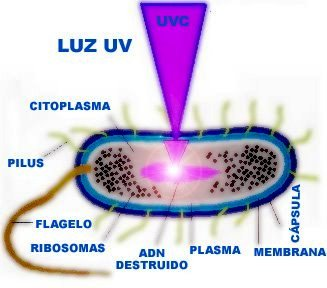 UVC
LUZ UV
CITOPLASMA
PILUS
FLAGELO
RIBOSOMAS
ADN
DESTRUIDO
PLASMA
MEMBRANA
CÁPSULA